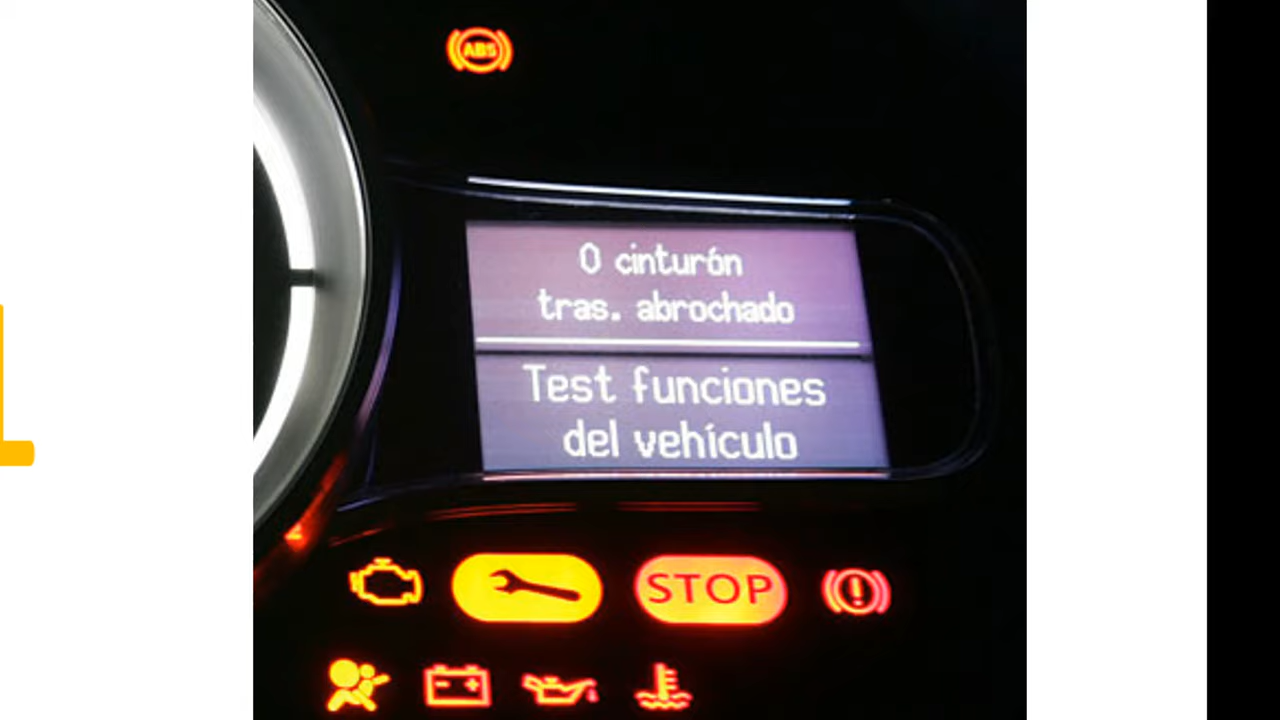 ABS
0 cinturón
tras. abrochado
Test funciones
del vehículo
STOP